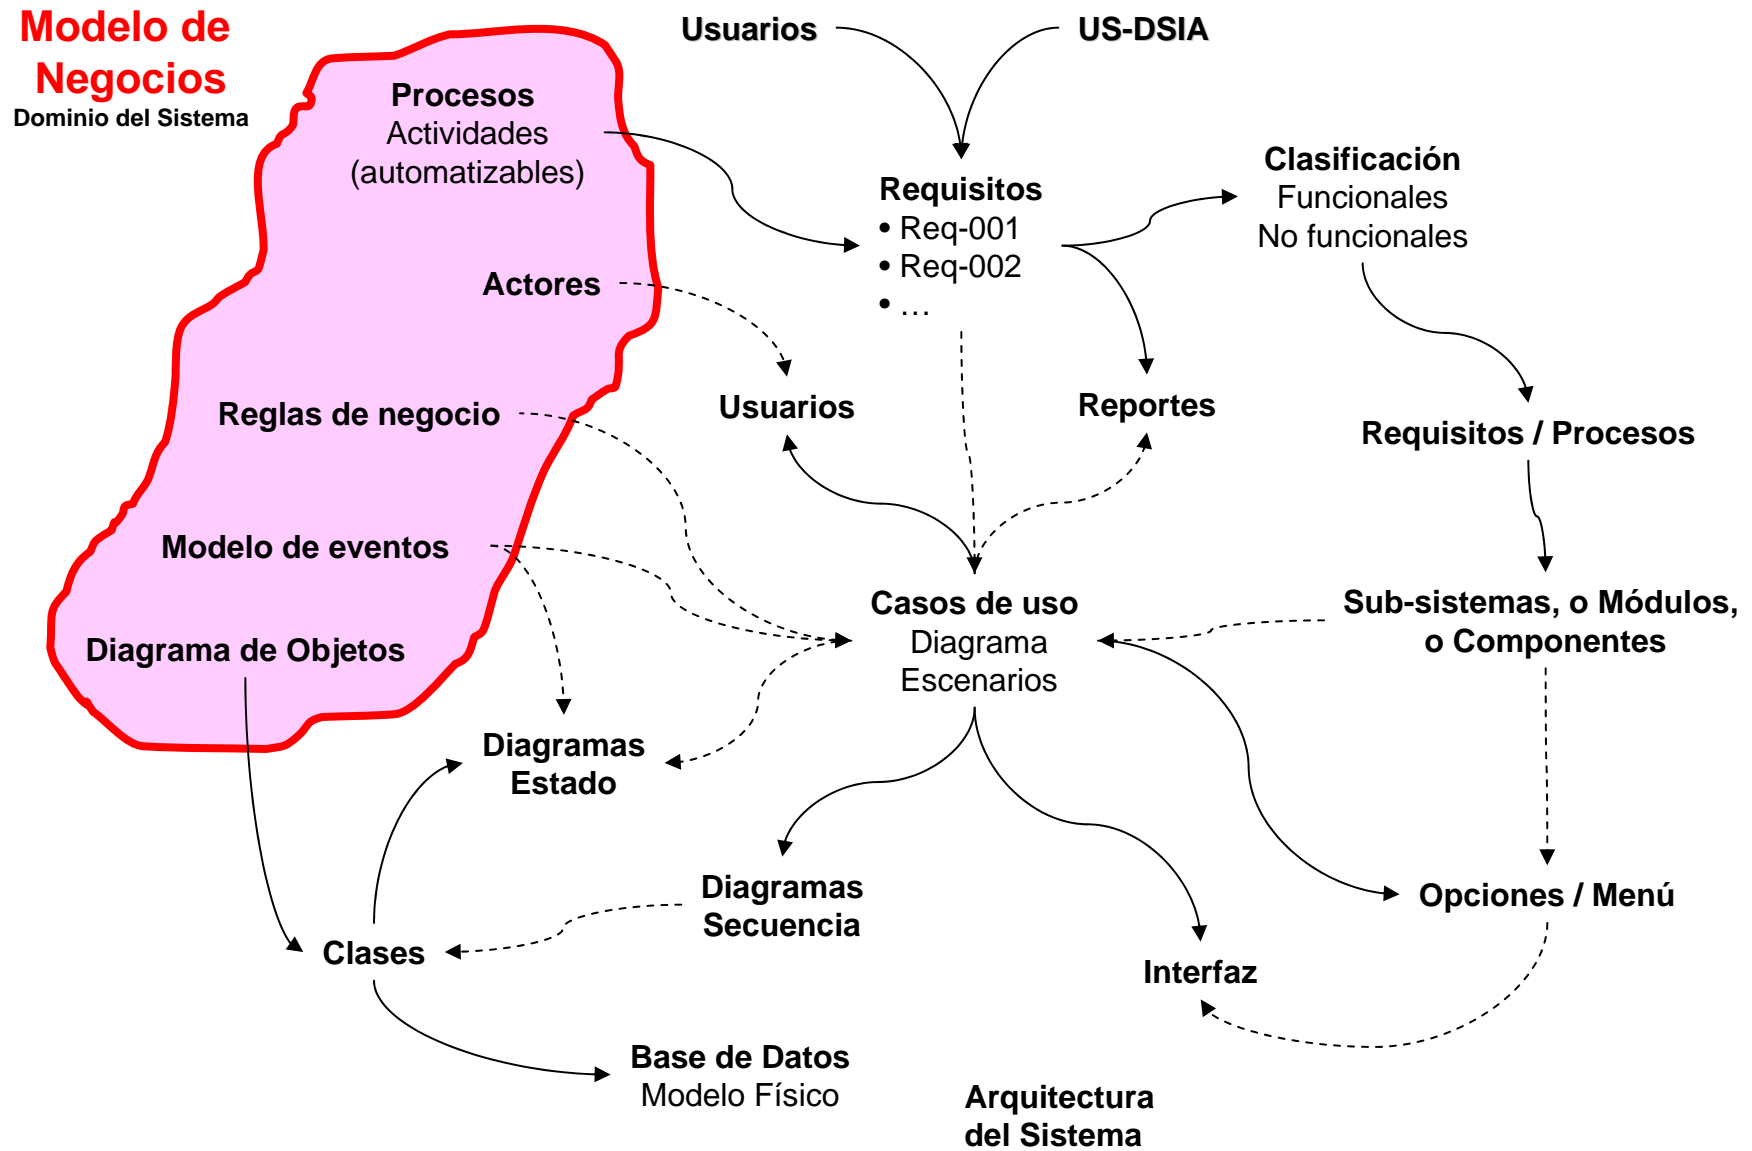 Modelo de
Negocios
Dominio del Sistema
Usuarios
US-DSIA
Procesos
Actividades
(automatizables)
Requisitos
• Req-001
• Req-002
• …
Clasificación
Funcionales
No funcionales
Actores
Usuarios
Reportes
Reglas de negocio
Requisitos / Procesos
Modelo de eventos
Casos de uso
Diagrama
Escenarios
Sub-sistemas, o Módulos,
o Componentes
Diagrama de Objetos
Diagramas
Estado
Diagramas
Secuencia
Opciones / Menú
Clases
Interfaz
Base de Datos
Modelo Físico
Arquitectura
del Sistema